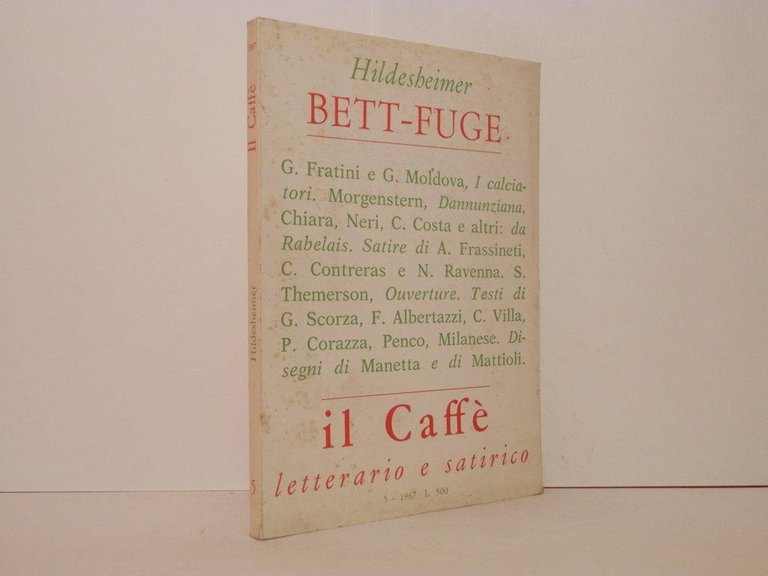 Hildesheimer
BETT-FUGE
G. Fratini e G. Moldova, I calcia-
tori. Morgenstern, Dannunziana.
Chiara, Neri, C. Costa e altri: da
Rabelais. Satire di A. Frassineti,
C. Contreras e N. Ravenna. S.
Themerson, Ouverture. Testi di
G. Scorza, F. Albertazzi, C. Villa,
P. Corazza, Penco, Milanese. Di-
segni di Manetta e di Mattioli.
il Caffè
letterario e satirico
5 - 1967 L. 500
1967
il Caffè
Hildesheimer
5